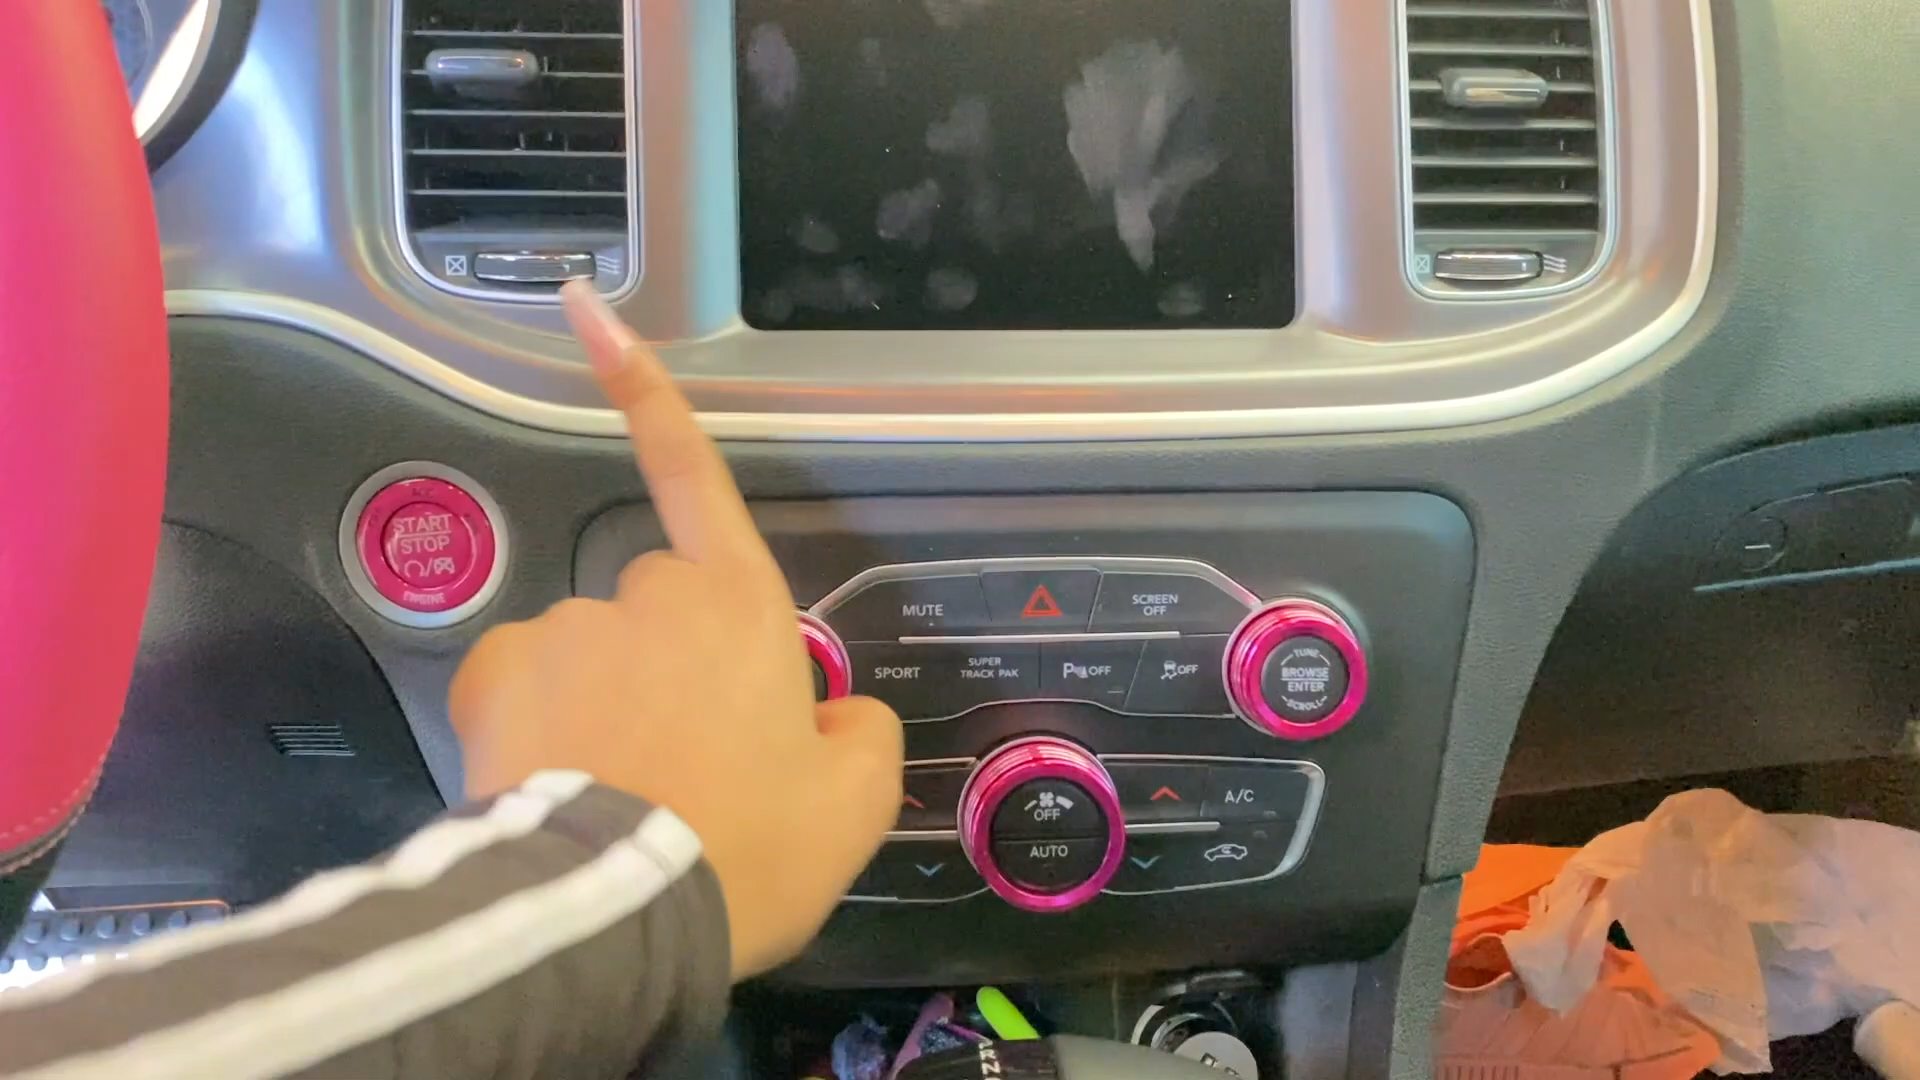 START
STOP
ENGINE
MUTE
SCREEN
OFF
SPORT
SUPER
TRACK PAK
P OFF
OFF
TUNE
BROWSE
ENTER
SCROLL
OFF
AUTO
A/C